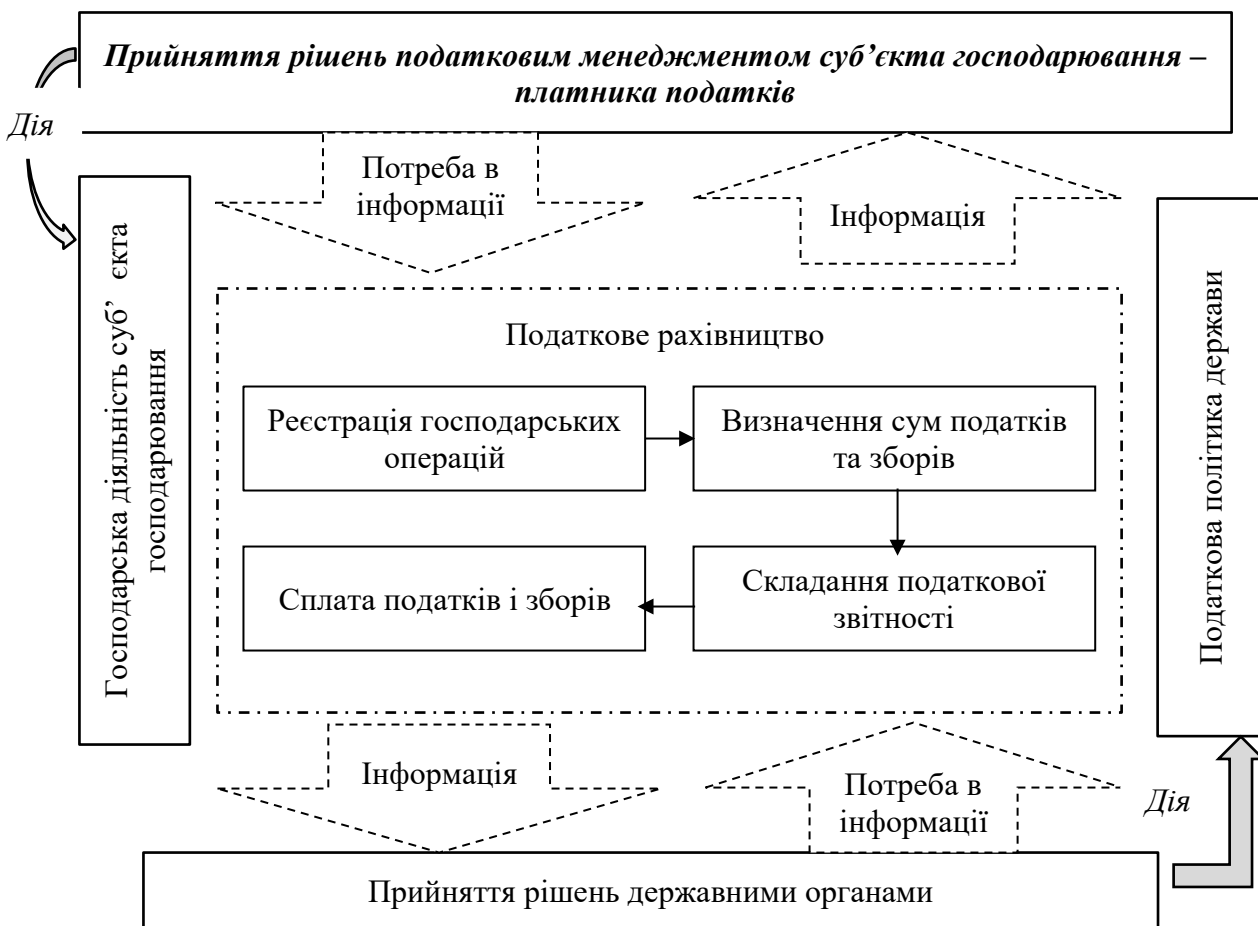 Прийняття рішень податковим менеджментом суб’єкта господарювання –
платника податків
Дія
Потреба в
інформації
Інформація
Господарська діяльність суб’ єкта
господарювання
Податкове рахівництво
Реєстрація господарських
операцій
Визначення сум податків
та зборів
Сплата податків і зборів
Складання податкової
звітності
Податкова політика держави
Інформація
Потреба в
інформації
Дія
Прийняття рішень державними органами